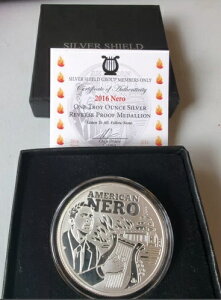 SILVER SHIELD
SILVER SHIELD GROUP MEMBERS ONLY
Certificate of Authenticity
2016 Nero
ONE TROY OUNCE SILVER
REVERSE PROOF MEDALLION
AMERICAN
NERO